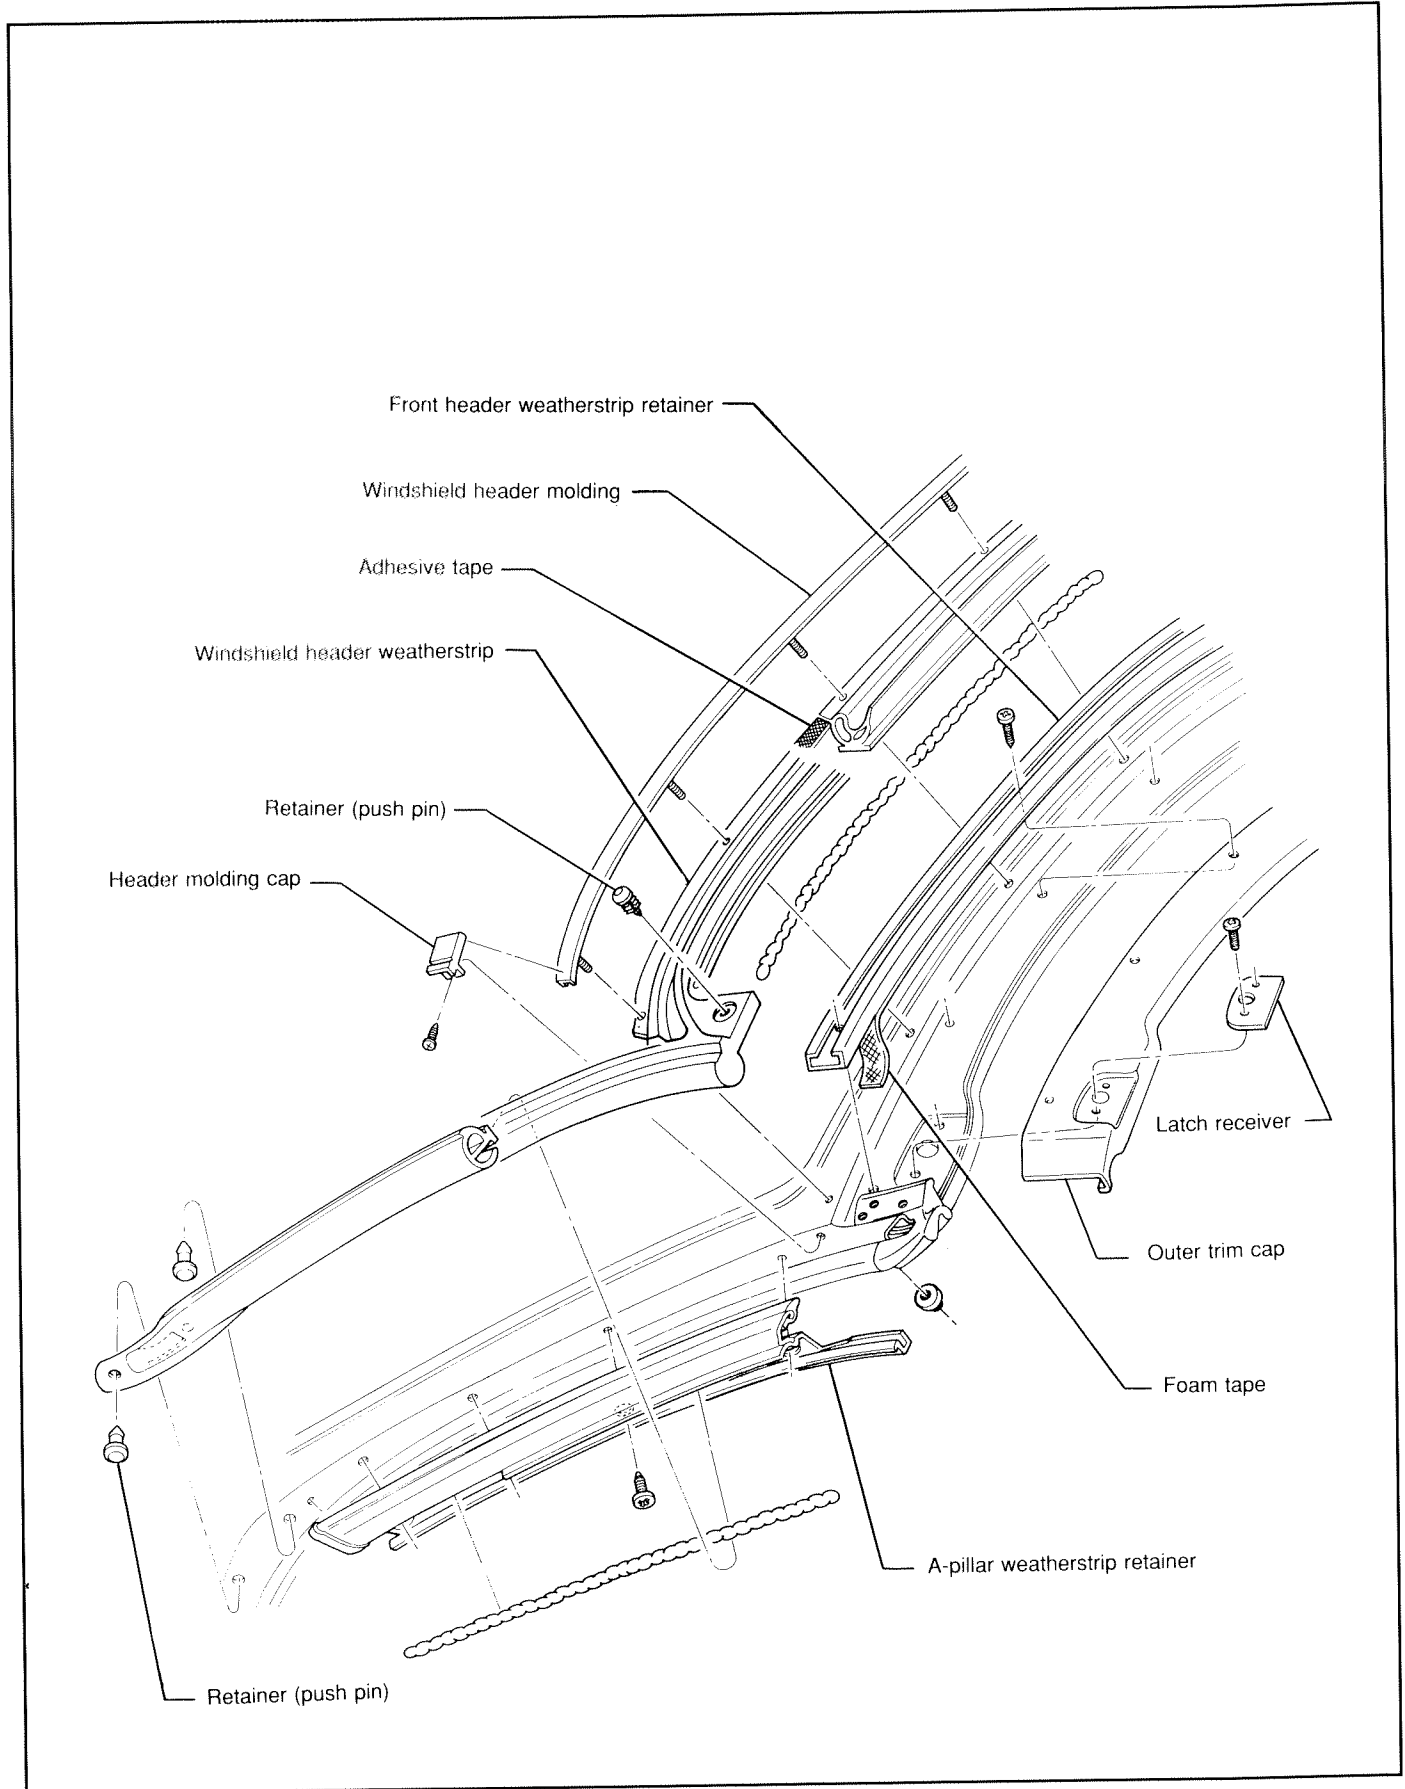 Front header weatherstrip retainer
Windshield header molding
Adhesive tape
Windshield header weatherstrip
Retainer (push pin)
Header molding cap
Latch receiver
Outer trim cap
Foam tape
A-pillar weatherstrip retainer
Retainer (push pin)